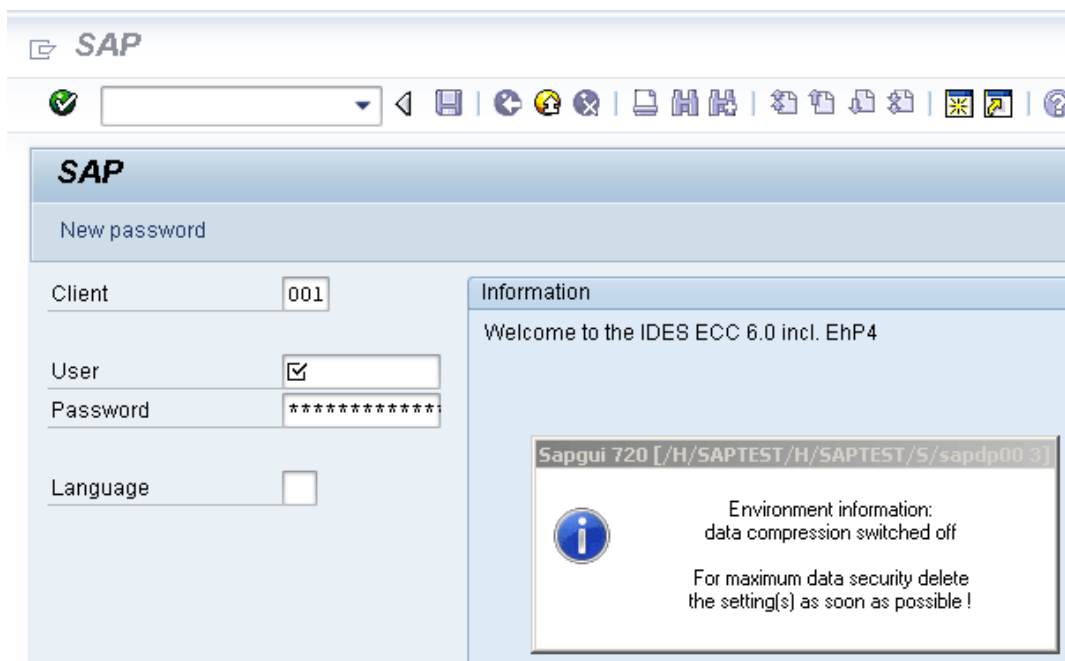 SAP
SAP
New password
Client 001
User
Password *************
Language
Information
Welcome to the IDES ECC 6.0 incl. EhP4
Sapgui 720 [/H/SAPTEST/H/SAPTEST/S/sapdp00 3]
Environment information:
data compression switched off
For maximum data security delete
the setting(s) as soon as possible !